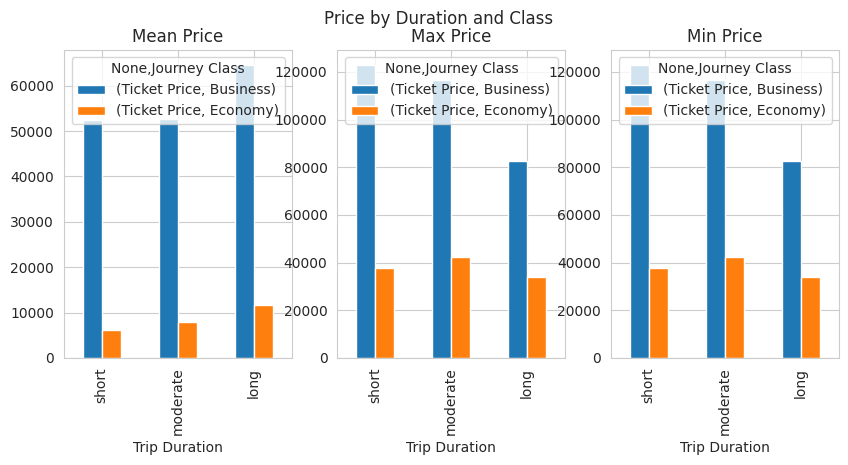 Price by Duration and Class
Mean Price
None,Journey Class
(Ticket Price, Business)
(Ticket Price, Economy)
60000
50000
40000
30000
20000
10000
0
short
moderate
long
Trip Duration
Max Price
None,Journey Class
(Ticket Price, Business)
(Ticket Price, Economy)
120000
100000
80000
60000
40000
20000
0
short
moderate
long
Trip Duration
Min Price
None,Journey Class
(Ticket Price, Business)
(Ticket Price, Economy)
120000
100000
80000
60000
40000
20000
0
short
moderate
long
Trip Duration